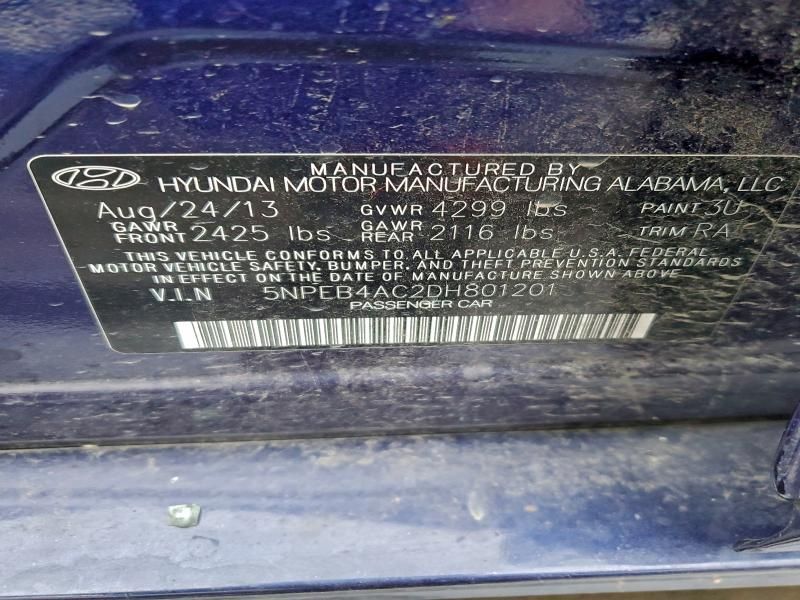 MANUFACTURED BY
HYUNDAI MOTOR MANUFACTURING ALABAMA, LLC
Aug/24/13 GVWR 4299 lbs PAINT 3U
GAWR FRONT 2425 lbs GAWR REAR 2116 lbs TRIM RA
THIS VEHICLE CONFORMS TO ALL APPLICABLE U.S.A. FEDERAL
MOTOR VEHICLE SAFETY, BUMPER, AND THEFT PREVENTION STANDARDS
IN EFFECT ON THE DATE OF MANUFACTURE SHOWN ABOVE
V.I.N 5NPEB4AC2DH801201
PASSENGER CAR